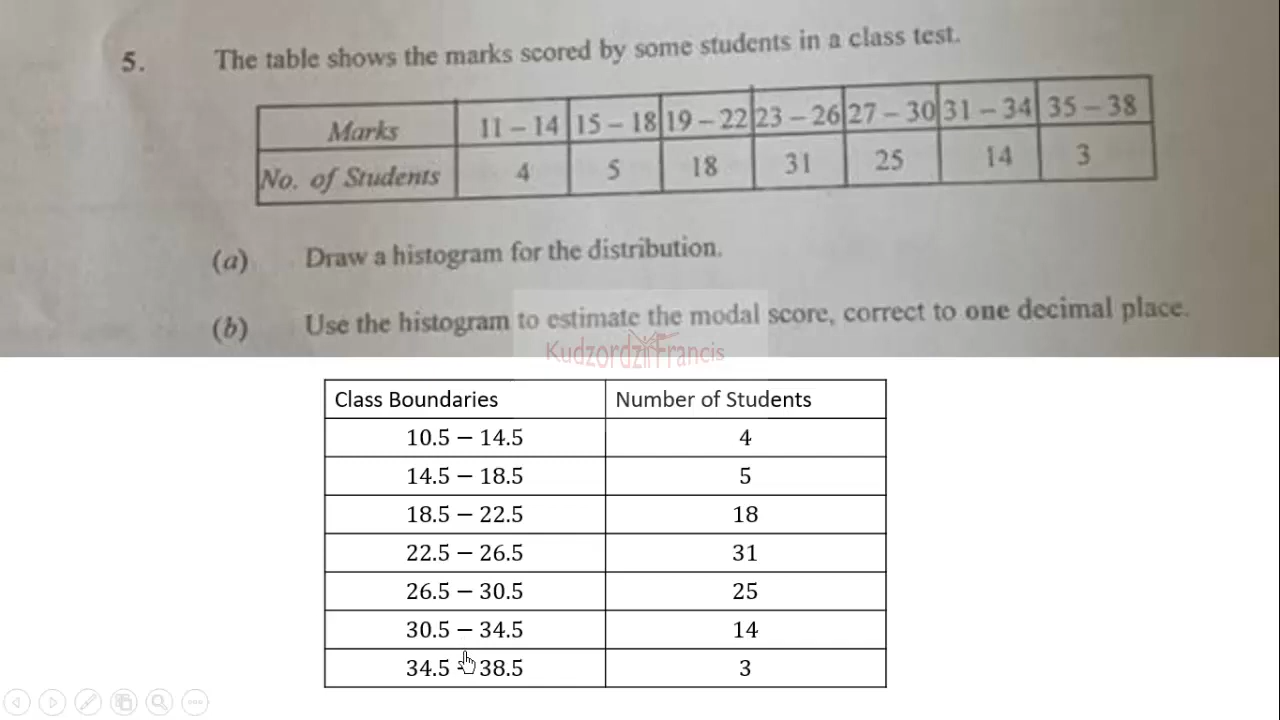 5. The table shows the marks scored by some students in a class test.
Marks 11 – 14 15 – 18 19 – 22 23 – 26 27 – 30 31 – 34 35 – 38
No. of Students 4 5 18 31 25 14 3
(a) Draw a histogram for the distribution.
(b) Use the histogram to estimate the modal score, correct to one decimal place.
Kudzordzi Francis
Class Boundaries Number of Students
10.5 – 14.5 4
14.5 – 18.5 5
18.5 – 22.5 18
22.5 – 26.5 31
26.5 – 30.5 25
30.5 – 34.5 14
34.5 – 38.5 3